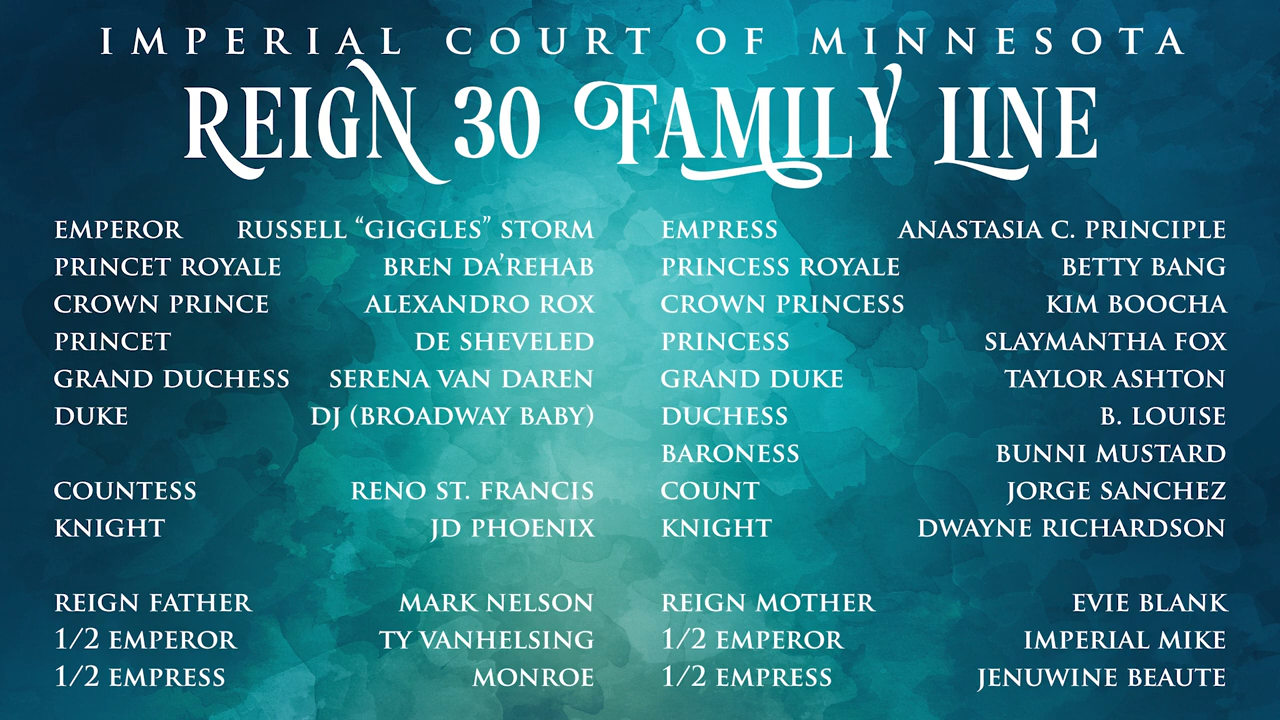 IMPERIAL COURT OF MINNESOTA
REIGN 30 FAMILY LINE
EMPEROR RUSSELL “GIGGLES” STORM EMPRESS ANASTASIA C. PRINCIPLE
PRINCET ROYALE BREN DA’REHAB PRINCESS ROYALE BETTY BANG
CROWN PRINCE ALEXANDRO ROX CROWN PRINCESS KIM BOOCHA
PRINCET DE SHEVELED PRINCESS SLAYMANTHA FOX
GRAND DUCHESS SERENA VAN DAREN GRAND DUKE TAYLOR ASHTON
DUKE DJ (BROADWAY BABY) DUCHESS B. LOUISE
BARONESS BUNNI MUSTARD
COUNTESS RENO ST. FRANCIS COUNT JORGE SANCHEZ
KNIGHT JD PHOENIX KNIGHT DWAYNE RICHARDSON
REIGN FATHER MARK NELSON REIGN MOTHER EVIE BLANK
1/2 EMPEROR TY VANHELSING 1/2 EMPEROR IMPERIAL MIKE
1/2 EMPRESS MONROE 1/2 EMPRESS JENUWINE BEAUTE